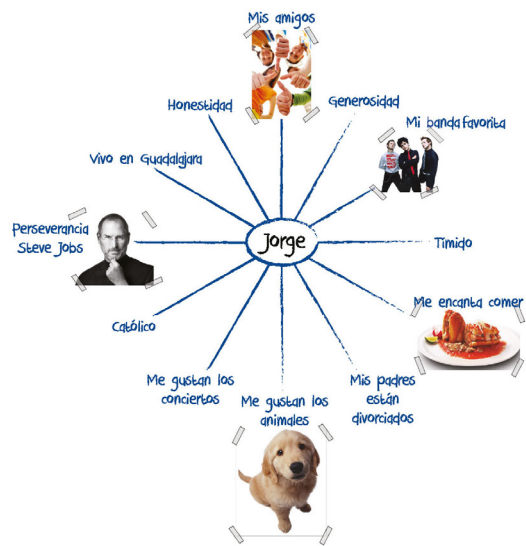 Mis amigos
Honestidad
Generosidad
Mi banda favorita
Vivo en Guadalajara
Perseverancia
Steve Jobs
Jorge
Tímido
Me encanta comer
Católico
Me gustan los
conciertos
Me gustan los
animales
Mis padres
están
divorciados